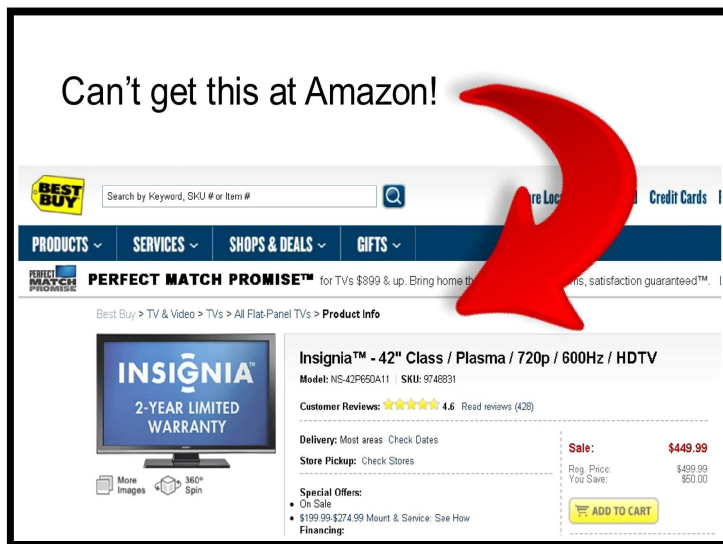 Can't get this at Amazon!
BEST BUY
Search by Keyword, SKU # or Item #
Credit Cards
PRODUCTS SERVICES SHOPS & DEALS GIFTS
PERFECT MATCH PROMISE
PERFECT MATCH PROMISE™ for TVs $899 & up. Bring home satisfaction guaranteed™.
Best Buy > TV & Video > TVs > All Flat-Panel TVs > Product Info
INSIGNIA™
2-YEAR LIMITED
WARRANTY
More Images
360° Spin
Insignia™ - 42" Class / Plasma / 720p / 600Hz / HDTV
Model: NS-42P650A11 | SKU: 9748831
Customer Reviews: 4.6 Read reviews (428)
Delivery: Most areas Check Dates
Store Pickup: Check Stores
Special Offers:
• On Sale
• $199.99-$274.99 Mount & Service: See How
Financing:
Sale: $449.99
Reg. Price: $499.99
You Save: $50.00
ADD TO CART